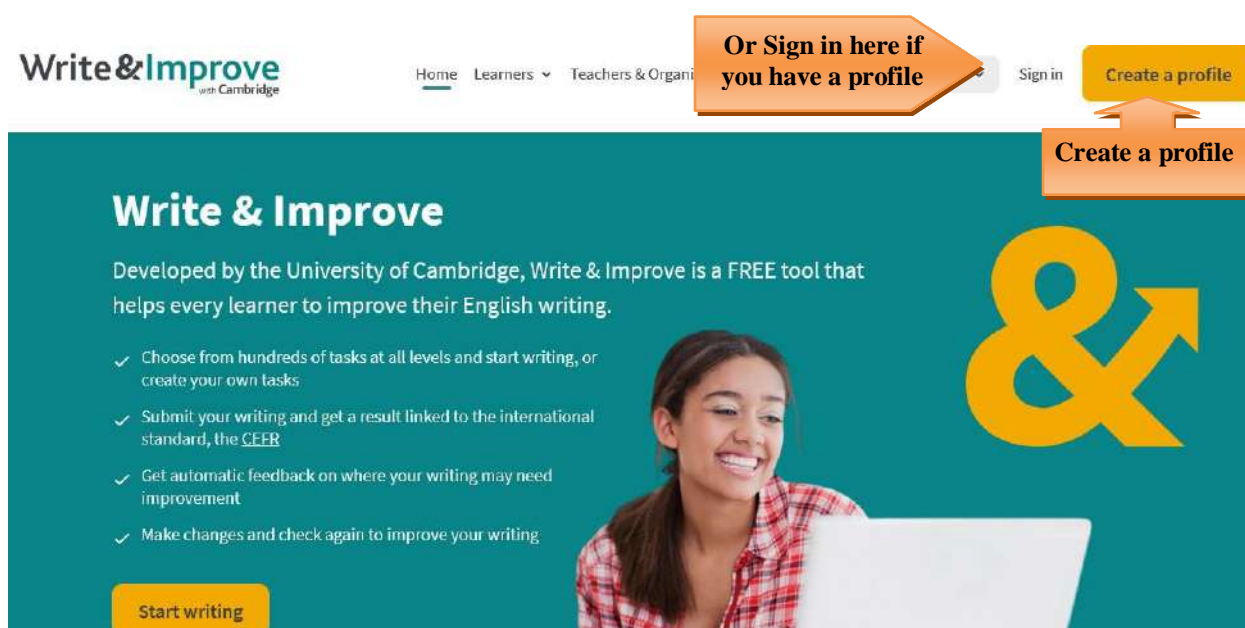 Write&Improve
with Cambridge
Home Learners Teachers & Organi
Or Sign in here if
you have a profile
Sign in
Create a profile
Create a profile
Write & Improve
Developed by the University of Cambridge, Write & Improve is a FREE tool that
helps every learner to improve their English writing.
Choose from hundreds of tasks at all levels and start writing, or
create your own tasks
Submit your writing and get a result linked to the international
standard, the CEFR
Get automatic feedback on where your writing may need
improvement
Make changes and check again to improve your writing
&
Start writing